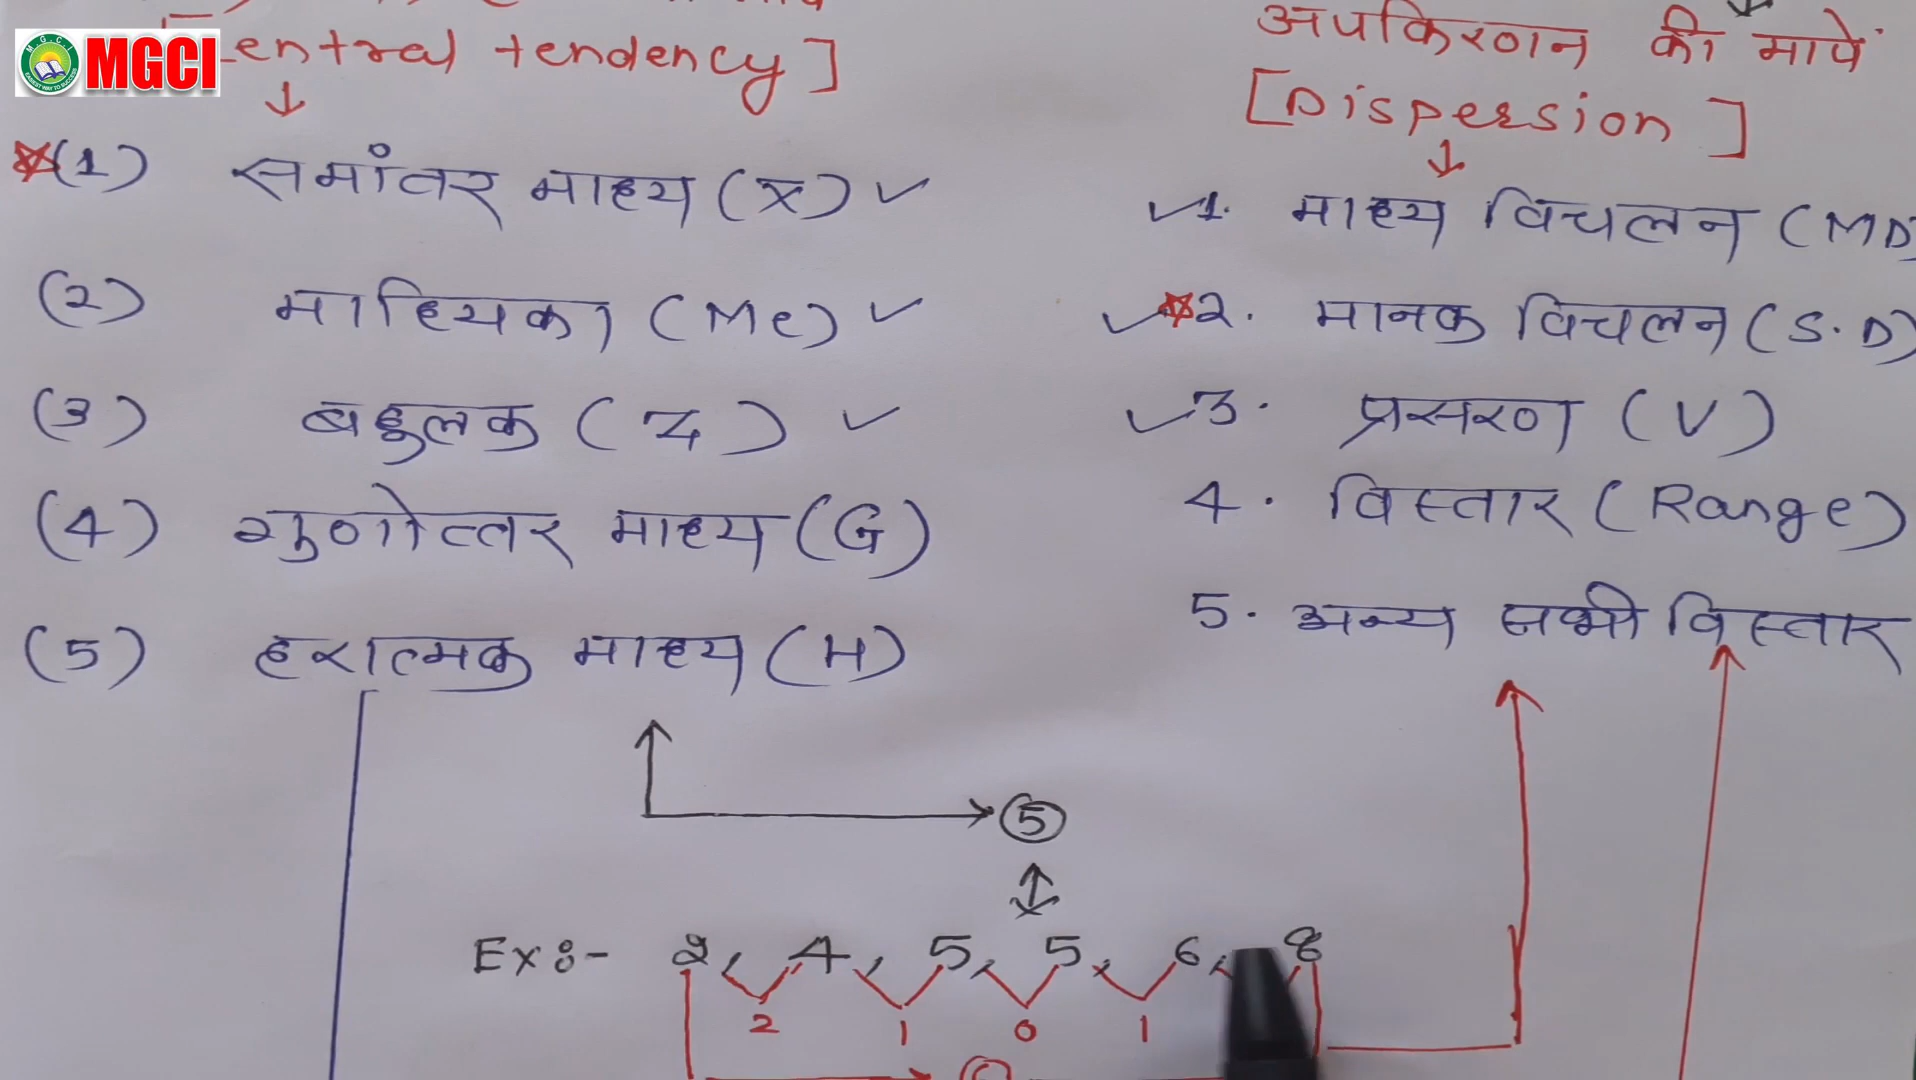 MGCI
entral tendency]
(1) समांतर माध्य (x̄) ✓
(2) माध्यिका (Me) ✓
(3) बहुलक (Z) ✓
(4) गुणोत्तर माध्य (G)
(5) हरात्मक माध्य (H)
अपकिरणन की मापें
[Dispersion]
✓1. माध्य विचलन (MD)
✓2. मानक विचलन (S.D)
✓3. प्रसरण (V)
4. विस्तार (Range)
5. अन्य सभी विस्तार
5
Ex:- 2, 4, 5, 5, 6, 8
2 1 0 1